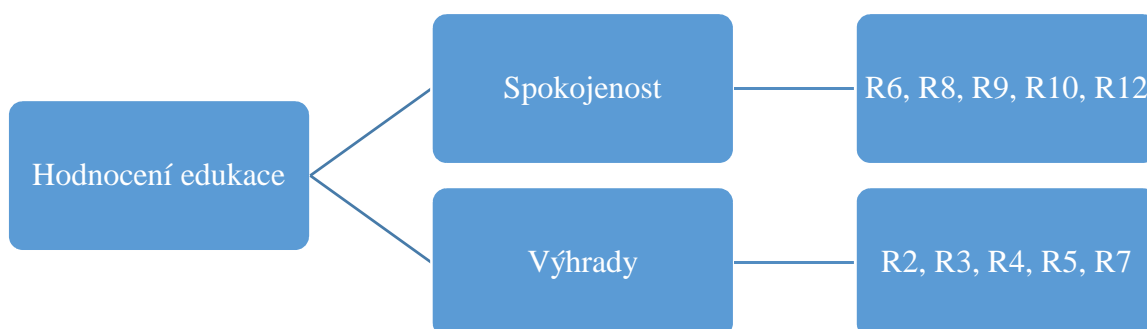 Hodnocení edukace
Spokojenost
R6, R8, R9, R10, R12
Výhrady
R2, R3, R4, R5, R7